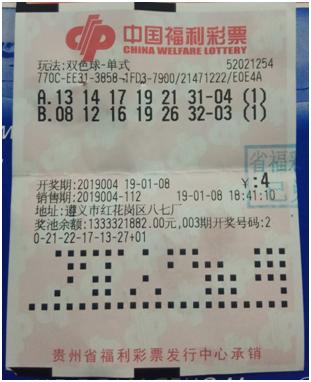 中国福利彩票
CHINA WELFARE LOTTERY
玩法:双色球-单式 52021254
770C-EE31-3858-1FD3-7900/21471222/E0E4A
A.13 14 17 19 21 31-04 (1)
B.08 12 16 19 26 32-03 (1)
省福利
开奖期:2019004 19-01-08 ¥:4
销售期:2019004-112 19-01-08 18:41:10
地址:遵义市红花岗区八七厂
奖池余额:1333321882.00元,003期开奖号码:2
0-21-22-17-13-27+01
贵州省福利彩票发行中心承销